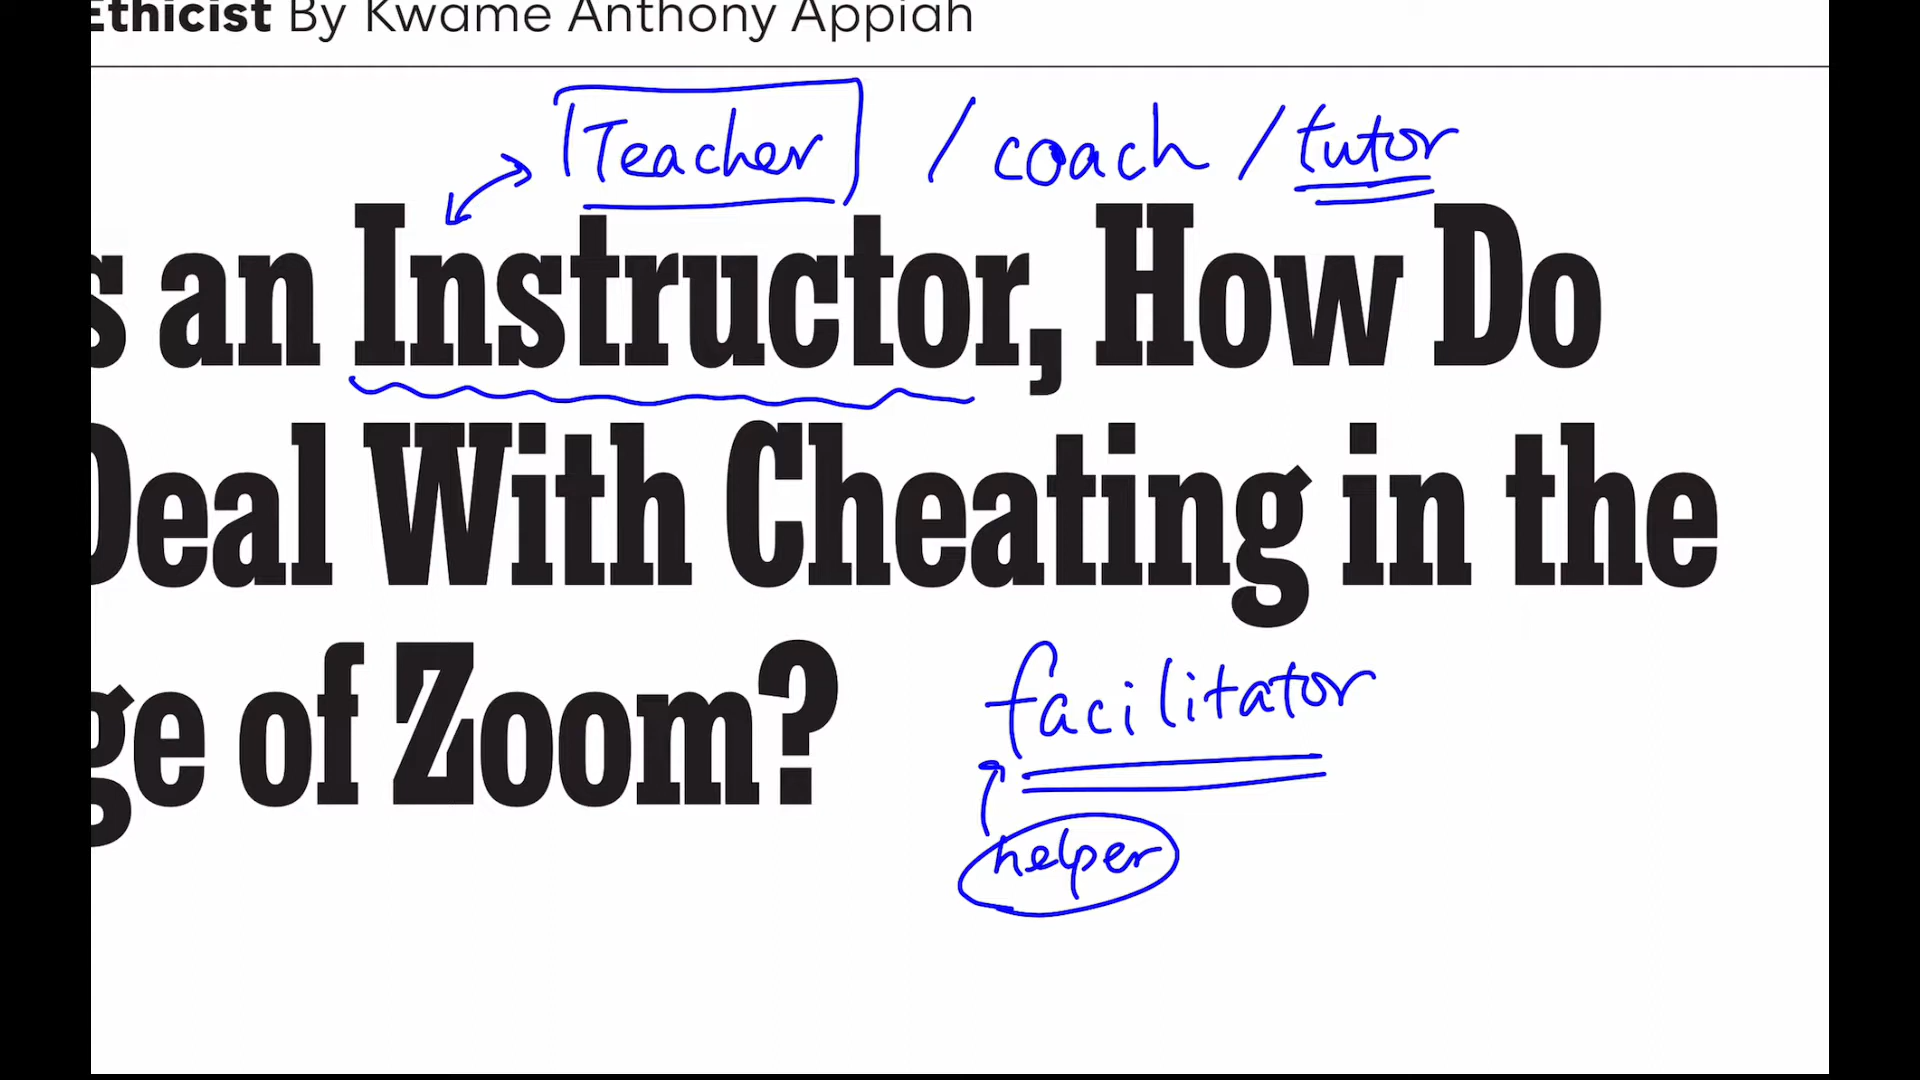 Ethicist By Kwame Anthony Appiah
Teacher / coach / tutor
s an Instructor, How Do
Deal With Cheating in the
ge of Zoom?
facilitator
helper